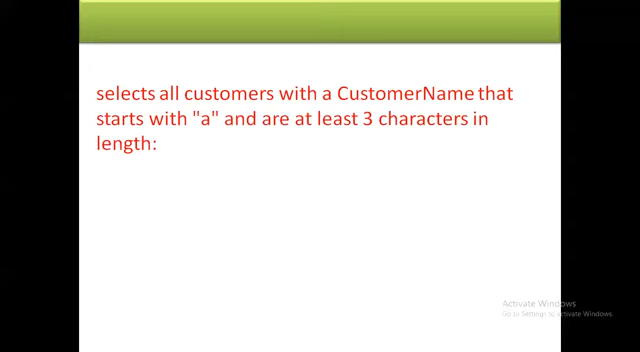 selects all customers with a CustomerName that
starts with "a" and are at least 3 characters in
length:
Activate Windows
Go to Settings to activate Windows.